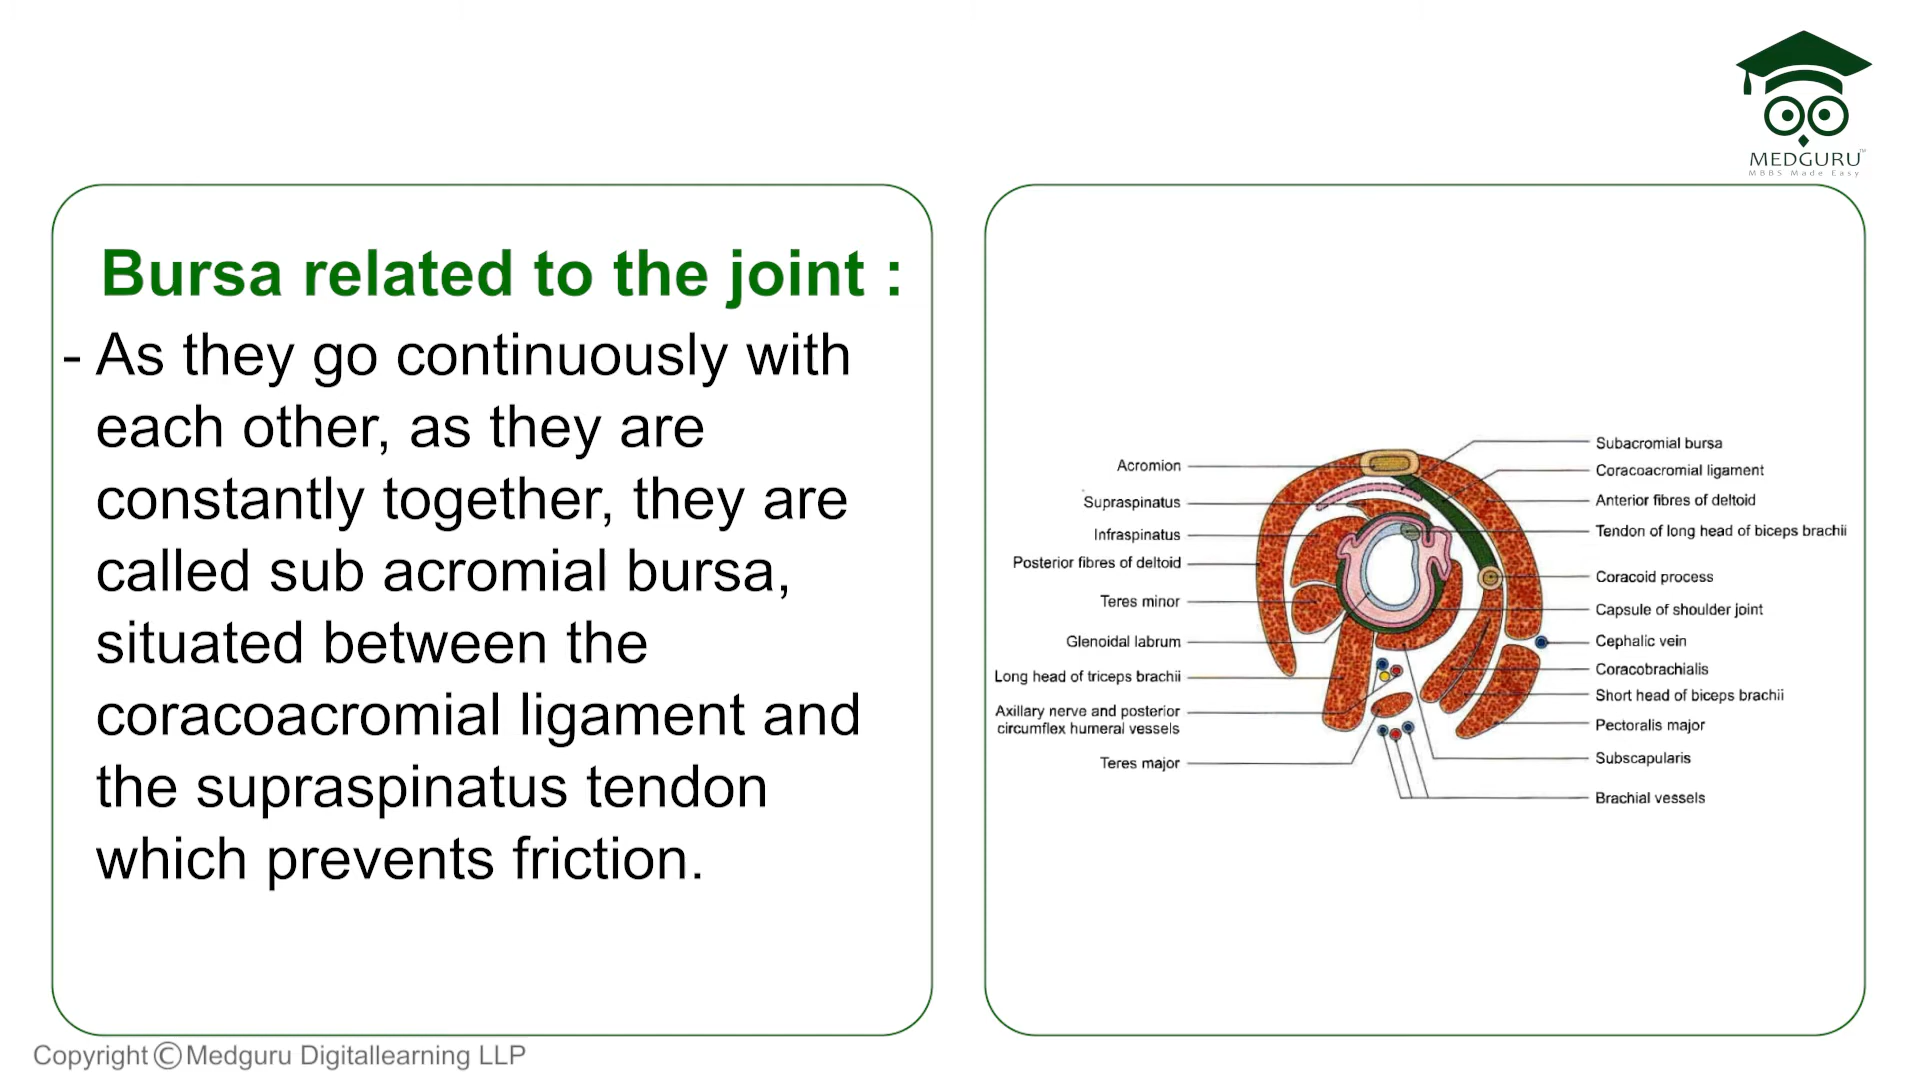 MEDGURU
TM
MBBS Made Easy
Bursa related to the joint :
- As they go continuously with
each other, as they are
constantly together, they are
called sub acromial bursa,
situated between the
coracoacromial ligament and
the supraspinatus tendon
which prevents friction.
Acromion
Supraspinatus
Infraspinatus
Posterior fibres of deltoid
Teres minor
Glenoidal labrum
Long head of triceps brachii
Axillary nerve and posterior
circumflex humeral vessels
Teres major
Subacromial bursa
Coracoacromial ligament
Anterior fibres of deltoid
Tendon of long head of biceps brachii
Coracoid process
Capsule of shoulder joint
Cephalic vein
Coracobrachialis
Short head of biceps brachii
Pectoralis major
Subscapularis
Brachial vessels
Copyright © Medguru Digitallearning LLP